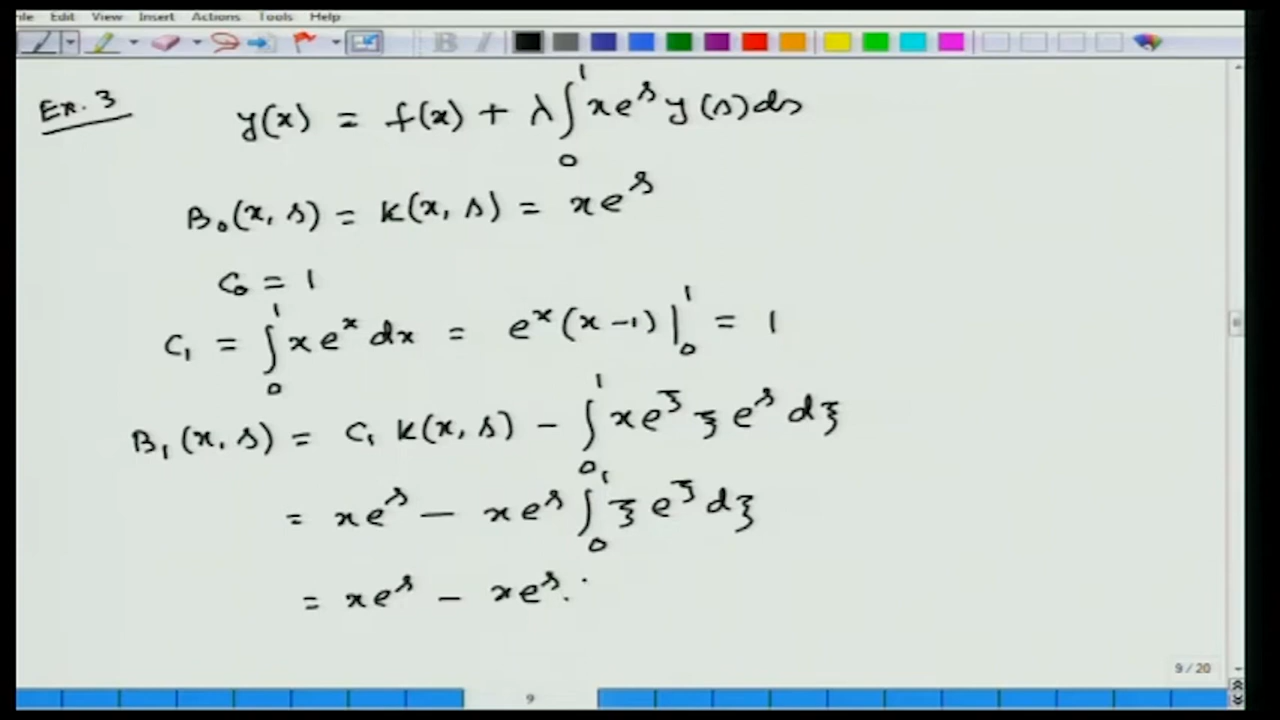 File Edit View Insert Actions Tools Help
Ex. 3 y(x) = f(x) + λ∫₀¹ x e^s y(s) ds
B₀(x, s) = K(x, s) = x e^s
C₀ = 1
C₁ = ∫₀¹ x e^x dx = e^x (x - 1) |₀¹ = 1
B₁(x, s) = C₁ K(x, s) - ∫₀¹ x e^ξ ξ e^s dξ
= x e^s - x e^s ∫₀¹ ξ e^ξ dξ
= x e^s - x e^s .
9 / 20
9